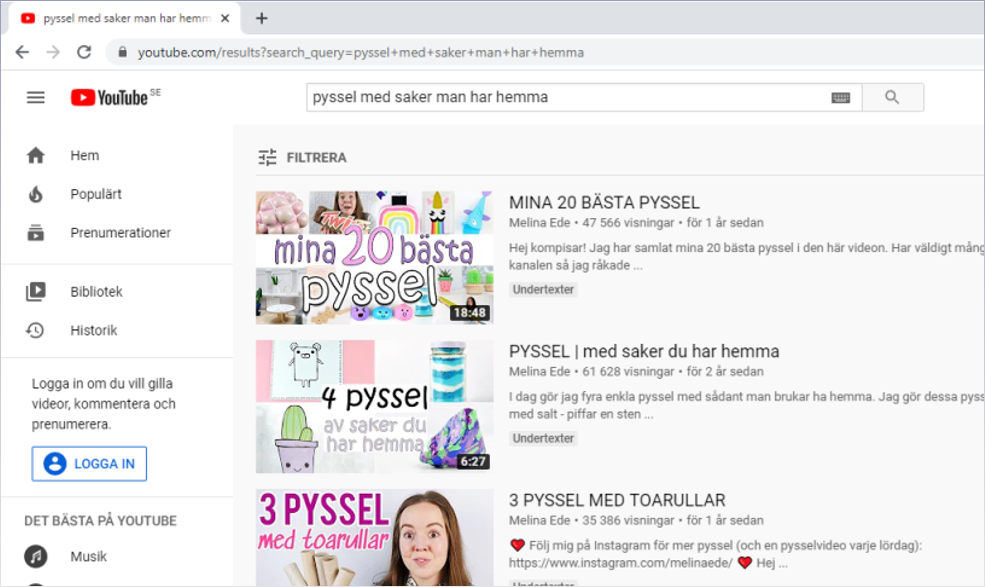 pyssel med saker man har hemm
youtube.com/results?search_query=pyssel+med+saker+man+har+hemma
YouTube SE
pyssel med saker man har hemma
Hem
Populärt
Prenumerationer
Bibliotek
Historik
Logga in om du vill gilla
videor, kommentera och
prenumerera.
LOGGA IN
DET BÄSTA PÅ YOUTUBE
Musik
FILTRERA
mina 20 bästa
pyssel
18:48
MINA 20 BÄSTA PYSSEL
Melina Ede • 47 566 visningar • för 1 år sedan
Hej kompisar! Jag har samlat mina 20 bästa pyssel i den här videon. Har väldigt mång
kanalen så jag råkade ...
Undertexter
4 pyssel
av saker du
har hemma
6:27
PYSSEL | med saker du har hemma
Melina Ede • 61 628 visningar • för 2 år sedan
I dag gör jag fyra enkla pyssel med sådant man brukar ha hemma. Jag gör dessa pyss
med salt - piffar en sten ...
Undertexter
3 PYSSEL
med toarullar
3 PYSSEL MED TOARULLAR
Melina Ede • 35 386 visningar • för 1 år sedan
❤️ Följ mig på Instagram för mer pyssel (och en pysselvideo varje lördag):
https://www.instagram.com/melinaede/ ❤️ Hej ...
Undertexter